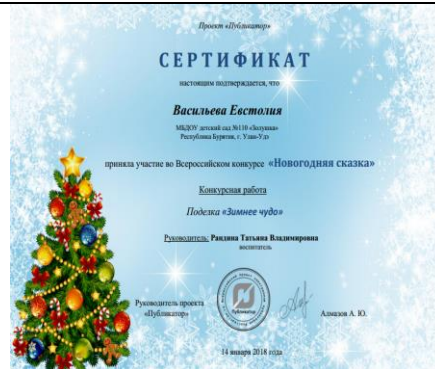 Проект «Публикатор»
СЕРТИФИКАТ
настоящим подтверждается, что
Васильева Евстолия
МБДОУ детский сад №110 «Золушка»
Республика Бурятия, г. Улан-Удэ
приняла участие во Всероссийском конкурсе «Новогодняя сказка»
Конкурсная работа
Поделка «Зимнее чудо»
Руководитель: Рандина Татьяна Владимировна
воспитатель
Руководитель проекта
«Публикатор»
Публикатор
Алмазов А. Ю.
14 января 2018 года